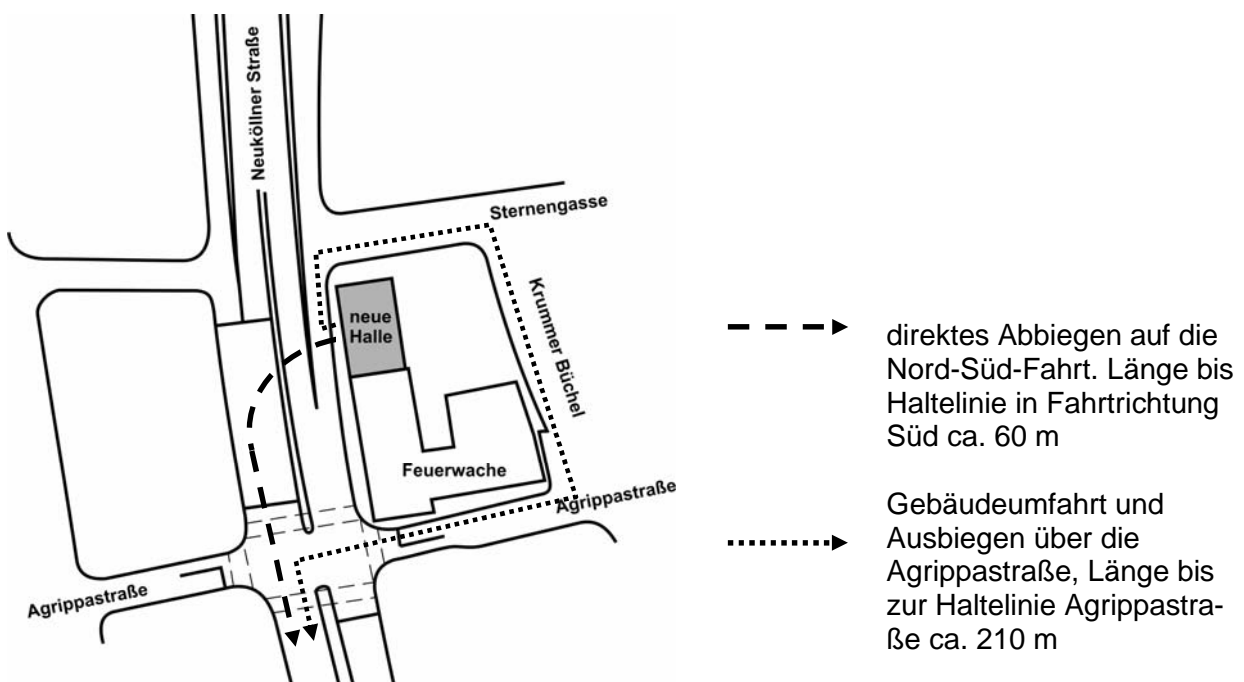 Neuköllner Straße
Sternengasse
neue
Halle
Krummer Büchel
Feuerwache
Agrippastraße
Agrippastraße
direktes Abbiegen auf die
Nord-Süd-Fahrt. Länge bis
Haltelinie in Fahrtrichtung
Süd ca. 60 m
Gebäudeumfahrt und
Ausbiegen über die
Agrippastraße, Länge bis
zur Haltelinie Agrippastra-
ße ca. 210 m